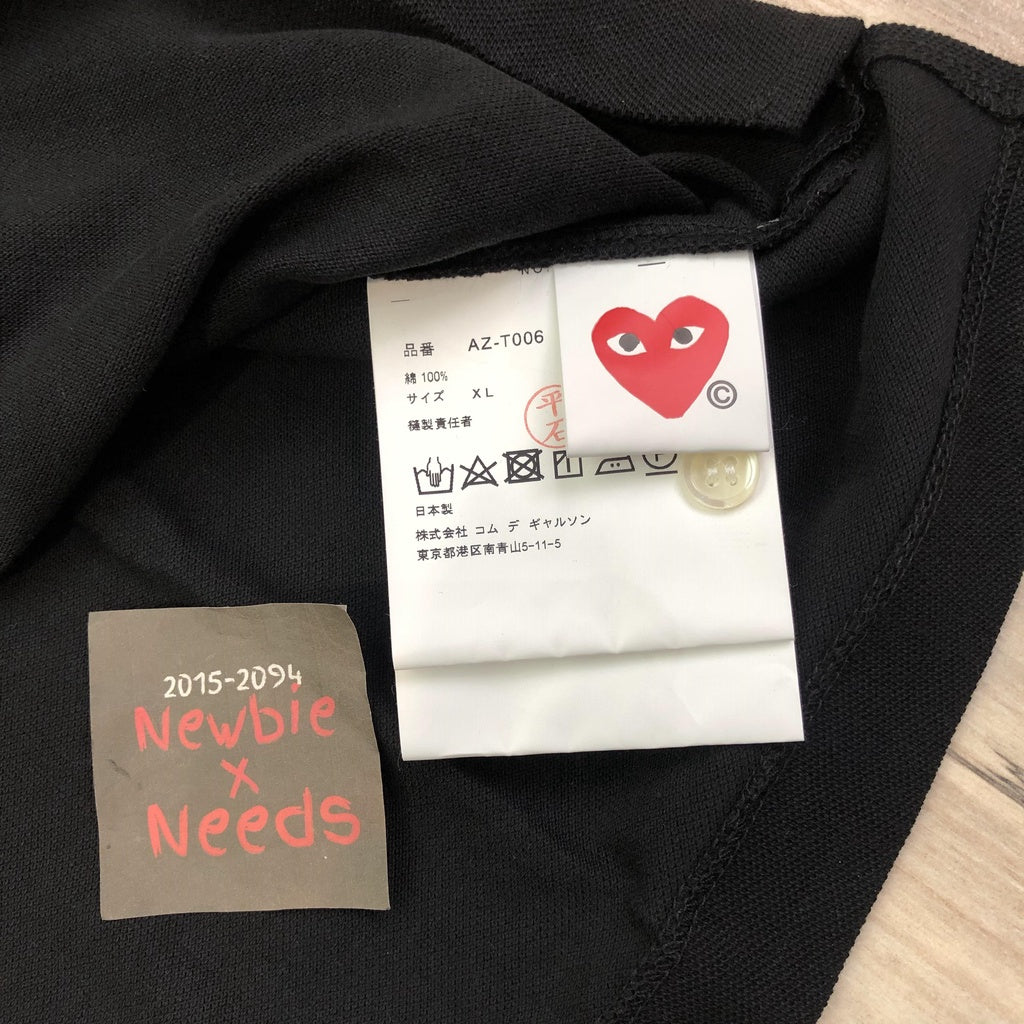 品番 AZ-T006
綿 100%
サイズ XL
縫製責任者
平
石
日本製
株式会社 コム デ ギャルソン
東京都港区南青山5-11-5
©
2015-2094
Newbie
x
Needs